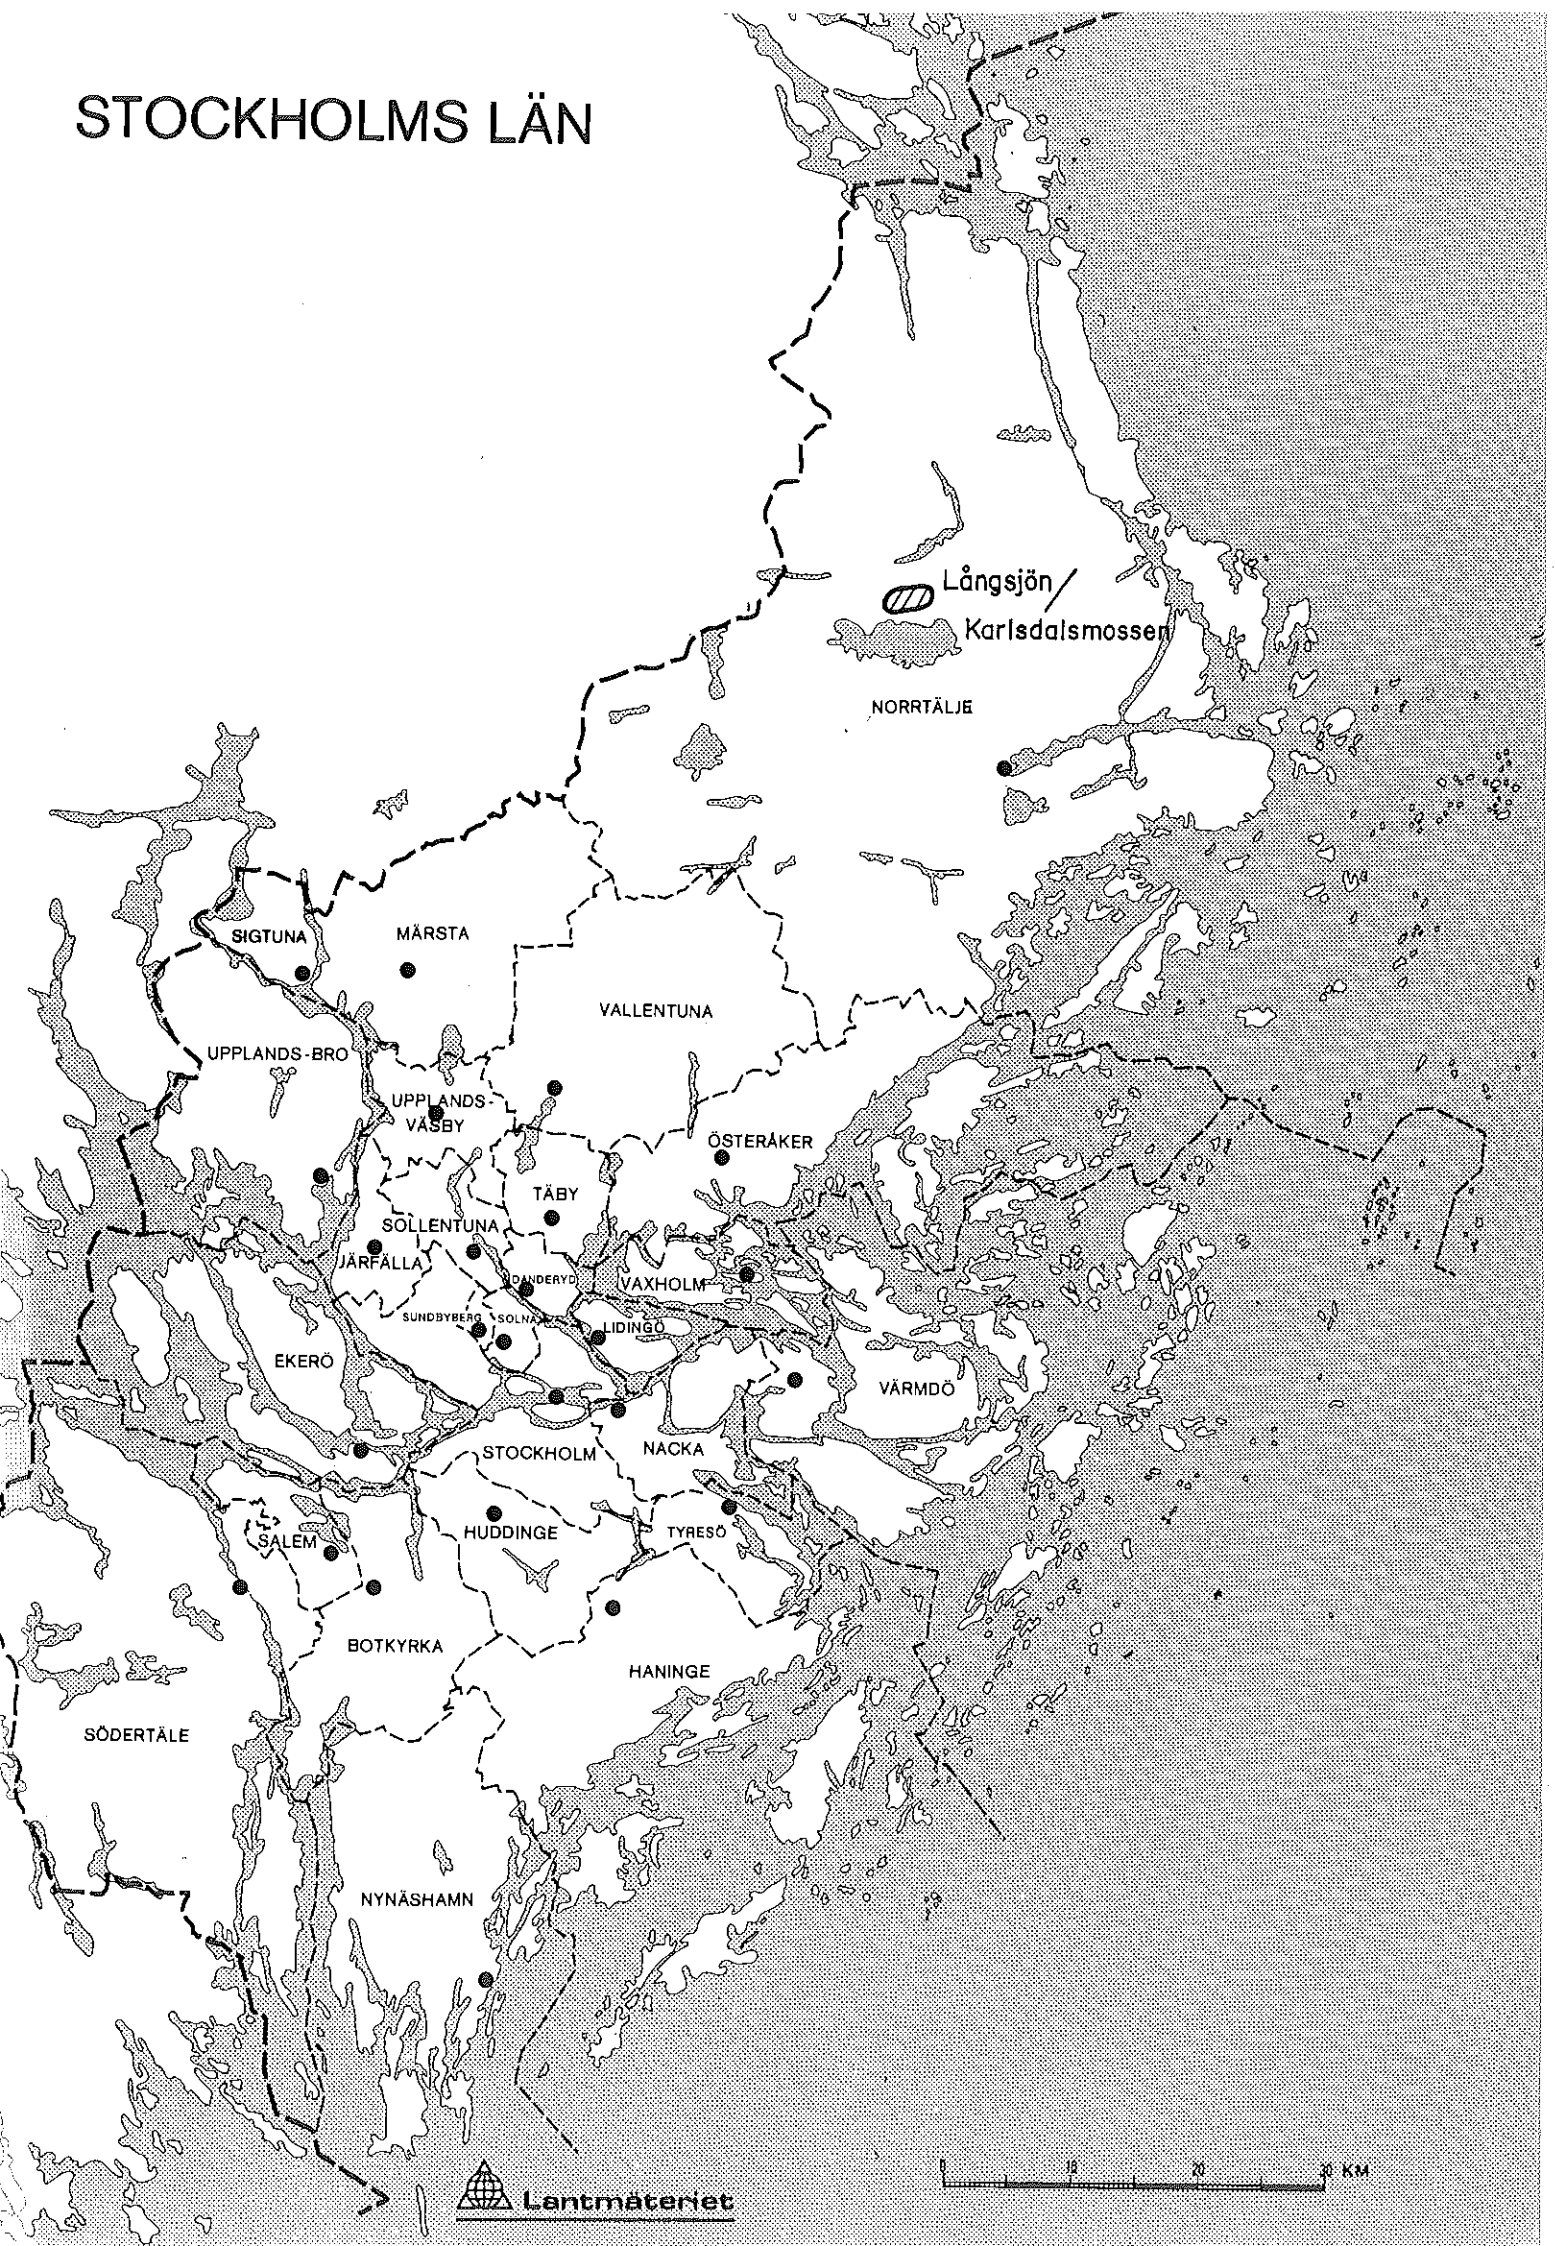 STOCKHOLMS LÄN
Långsjön/
Karlsdalsmossen
NORRTÄLJE
SIGTUNA
MÄRSTA
VALLENTUNA
UPPLANDS-BRO
UPPLANDS-
VÄSBY
ÖSTERÅKER
TÄBY
SOLLENTUNA
JÄRFÄLLA
DANDERYD
VAXHOLM
SUNDBYBERG
SOLNA
LIDINGÖ
EKERÖ
VÄRMDÖ
STOCKHOLM
NACKA
HUDDINGE
TYRESÖ
SALEM
BOTKYRKA
HANINGE
SÖDERTÄLE
NYNÄSHAMN
0 10 20 30 KM
Lantmäteriet